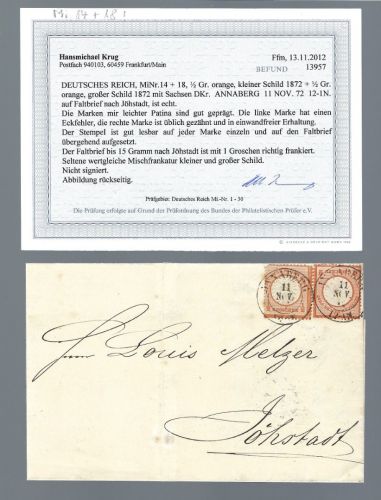 Mi. 14 + 18
Hansmichael Krug
Postfach 940103, 60459 Frankfurt/Main
Ffm, 13.11.2012
BEFUND 13957
DEUTSCHES REICH, MiNr.14 + 18, ½ Gr. orange, kleiner Schild 1872 + ½ Gr.
orange, großer Schild 1872 mit Sachsen DKr. ANNABERG 11 NOV. 72 12-1N.
auf Faltbrief nach Jöhstadt, ist echt.
Die Marken mir leichter Patina sind gut geprägt. Die linke Marke hat einen
Eckfehler, die rechte Marke ist üblich gezähnt und in einwandfreier Erhaltung.
Der Stempel ist gut lesbar auf jeder Marke einzeln und auf den Faltbrief
übergehend aufgesetzt.
Der Faltbrief bis 15 Gramm nach Jöhstadt ist mit 1 Groschen richtig frankiert.
Seltene wertgleiche Mischfrankatur kleiner und großer Schild.
Nicht signiert.
Abbildung rückseitig.
Prüfgebiet: Deutsches Reich Mi.-Nr. 1 - 30
Die Prüfung erfolgte auf Grund der Prüfordnung des Bundes der Philatelistischen Prüfer e.V.
ANNABERG
11
NOV
11
NOV
Herrn Louis Melzer
Jöhstadt